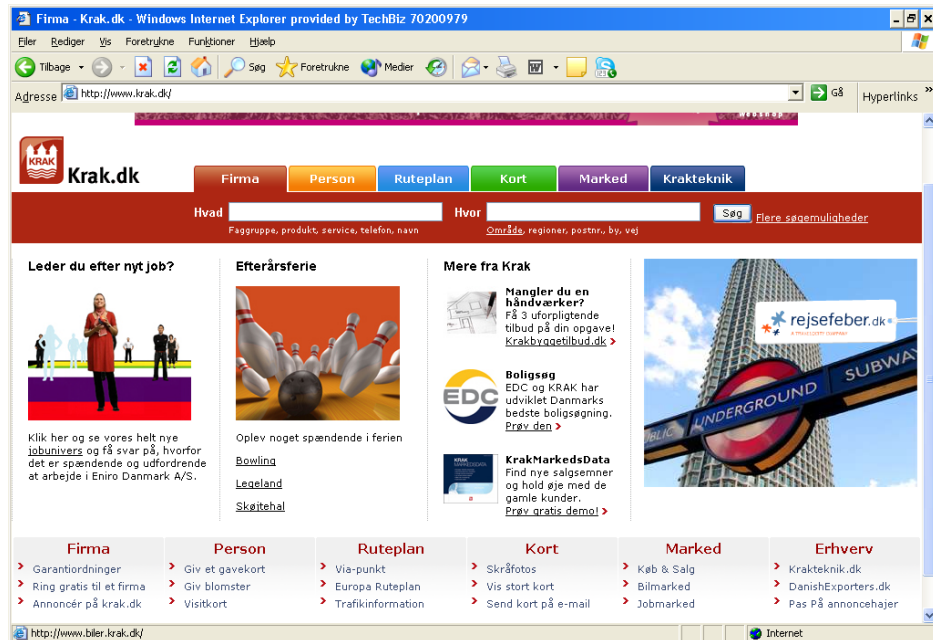 Firma - Krak.dk - Windows Internet Explorer provided by TechBiz 70200979
Filer Rediger Vis Foretrukne Funktioner Hjælp
Tilbage Søg Foretrukne Medier
Adresse http://www.krak.dk/ Gå Hyperlinks »
webshop
KRAK Krak.dk
Firma Person Ruteplan Kort Marked Krakteknik
Hvad Hvor Søg Flere søgemuligheder
Faggruppe, produkt, service, telefon, navn Område, regioner, postnr., by, vej
Leder du efter nyt job?
Klik her og se vores helt nye
jobunivers og få svar på, hvorfor
det er spændende og udfordrende
at arbejde i Eniro Danmark A/S.
Efterårsferie
Oplev noget spændende i ferien
Bowling
Legeland
Skøjtehal
Mere fra Krak
Mangler du en
håndværker?
Få 3 uforpligtende
tilbud på din opgave!
Krakbyggetilbud.dk
EDC
Boligsøg
EDC og KRAK har
udviklet Danmarks
bedste boligsøgning.
Prøv den
KRAK
MARKEDSDATA
KrakMarkedsData
Find nye salgsemner
og hold øje med de
gamle kunder.
Prøv gratis demo!
rejsefeber.dk
PUBLIC SUBWAY
UNDERGROUND
Firma Person Ruteplan Kort Marked Erhverv
Garantiordninger Giv et gavekort Via-punkt Skråfotos Køb & Salg Krakteknik.dk
Ring gratis til et firma Giv blomster Europa Ruteplan Vis stort kort Bilmarked DanishExporters.dk
Annoncér på krak.dk Visitkort Trafikinformation Send kort på e-mail Jobmarked Pas På annoncehajer
http://www.biler.krak.dk/ Internet